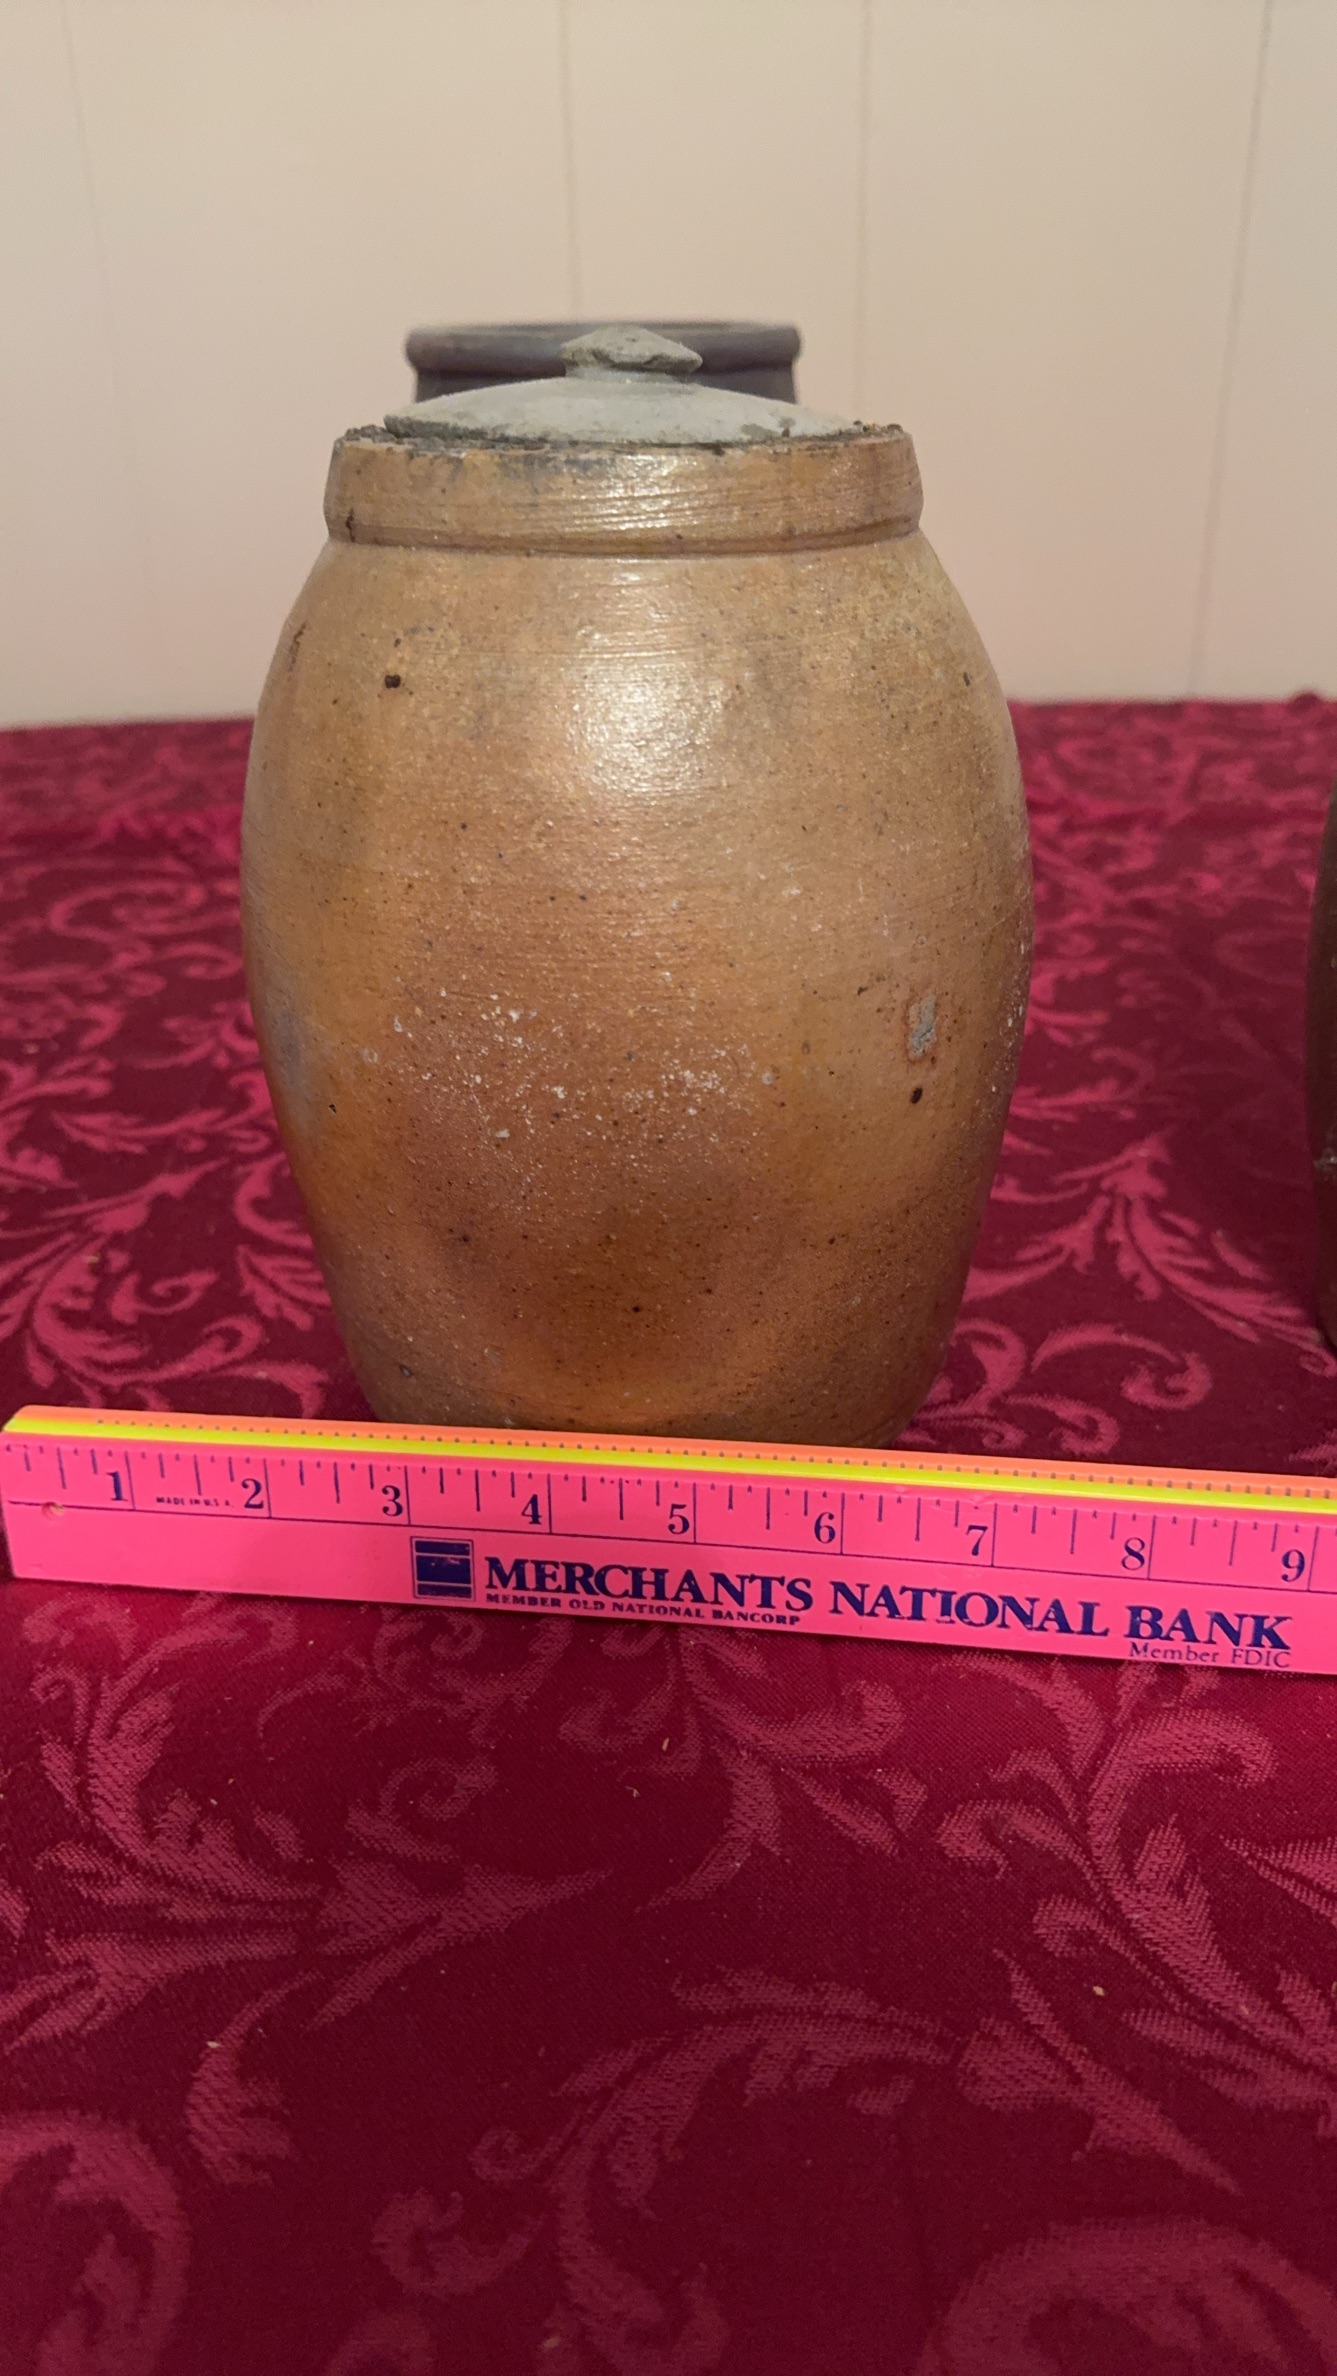 1 2 3 4 5 6 7 8 9
MADE IN U.S.A.
MERCHANTS NATIONAL BANK
MEMBER OLD NATIONAL BANCORP
Member FDIC